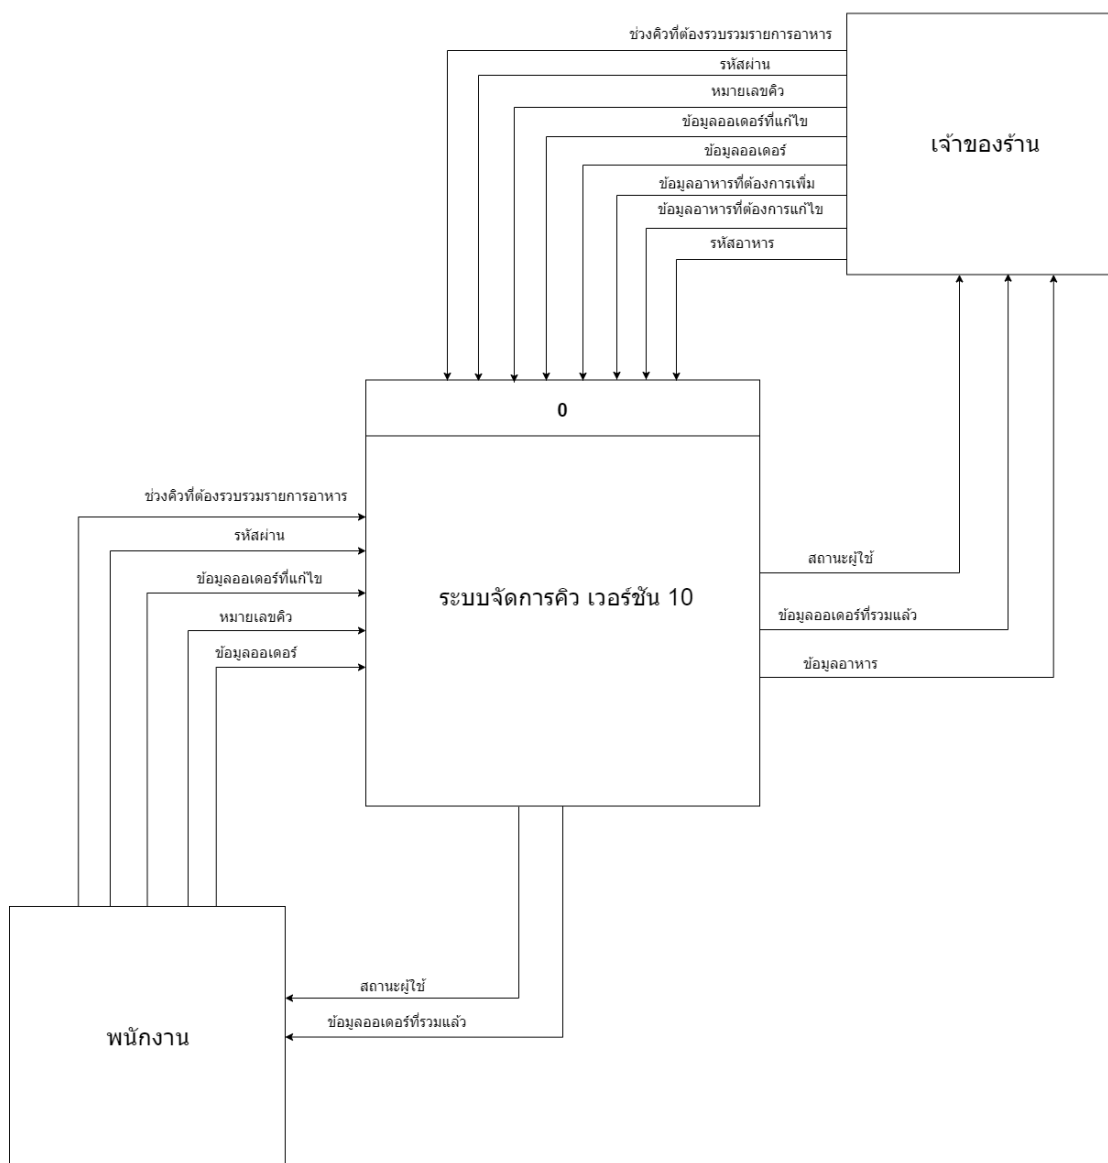 ช่วงคิวที่ต้องรวบรวมรายการอาหาร
รหัสผ่าน
หมายเลขคิว
ข้อมูลออเดอร์ที่แก้ไข
ข้อมูลออเดอร์
ข้อมูลอาหารที่ต้องการเพิ่ม
ข้อมูลอาหารที่ต้องการแก้ไข
รหัสอาหาร
เจ้าของร้าน
0
ระบบจัดการคิว เวอร์ชัน 10
ช่วงคิวที่ต้องรวบรวมรายการอาหาร
รหัสผ่าน
ข้อมูลออเดอร์ที่แก้ไข
หมายเลขคิว
ข้อมูลออเดอร์
สถานะผู้ใช้
ข้อมูลออเดอร์ที่รวมแล้ว
ข้อมูลอาหาร
สถานะผู้ใช้
ข้อมูลออเดอร์ที่รวมแล้ว
พนักงาน